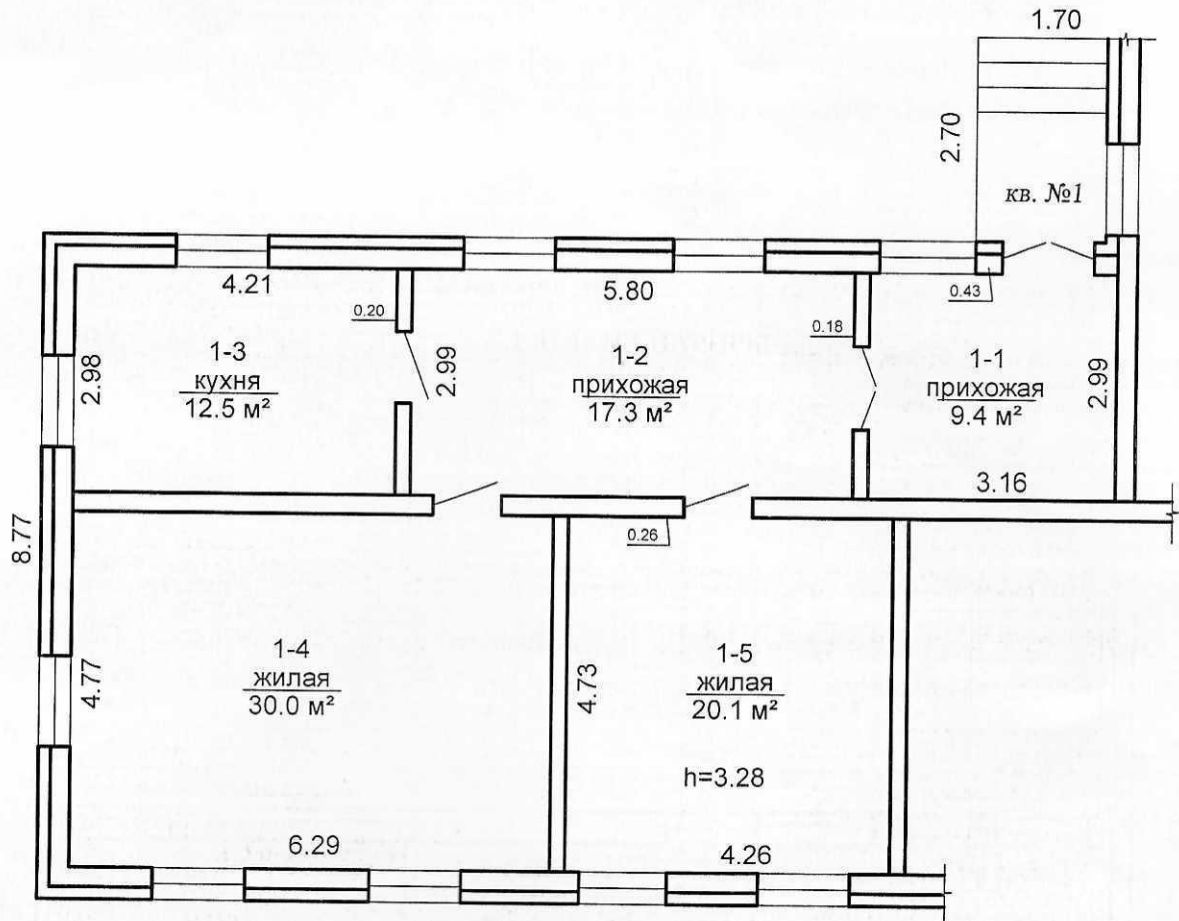 1.70
2.70
кв. №1
4.21
5.80
0.43
0.20
0.18
2.98
1-3
кухня
12.5 м²
2.99
1-2
прихожая
17.3 м²
1-1
прихожая
9.4 м²
2.99
3.16
8.77
0.26
4.77
1-4
жилая
30.0 м²
4.73
1-5
жилая
20.1 м²
h=3.28
6.29
4.26